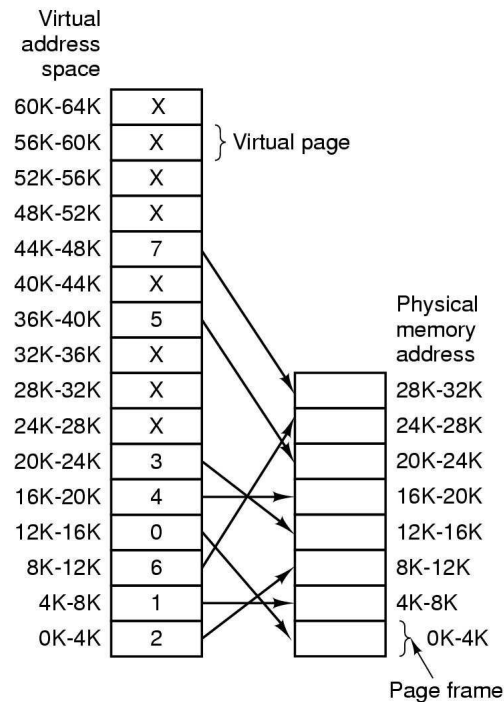 Virtual
address
space
60K-64K X
56K-60K X Virtual page
52K-56K X
48K-52K X
44K-48K 7
40K-44K X
36K-40K 5
Physical
memory
address
32K-36K X
28K-32K X 28K-32K
24K-28K X 24K-28K
20K-24K 3 20K-24K
16K-20K 4 16K-20K
12K-16K 0 12K-16K
8K-12K 6 8K-12K
4K-8K 1 4K-8K
0K-4K 2 0K-4K
Page frame